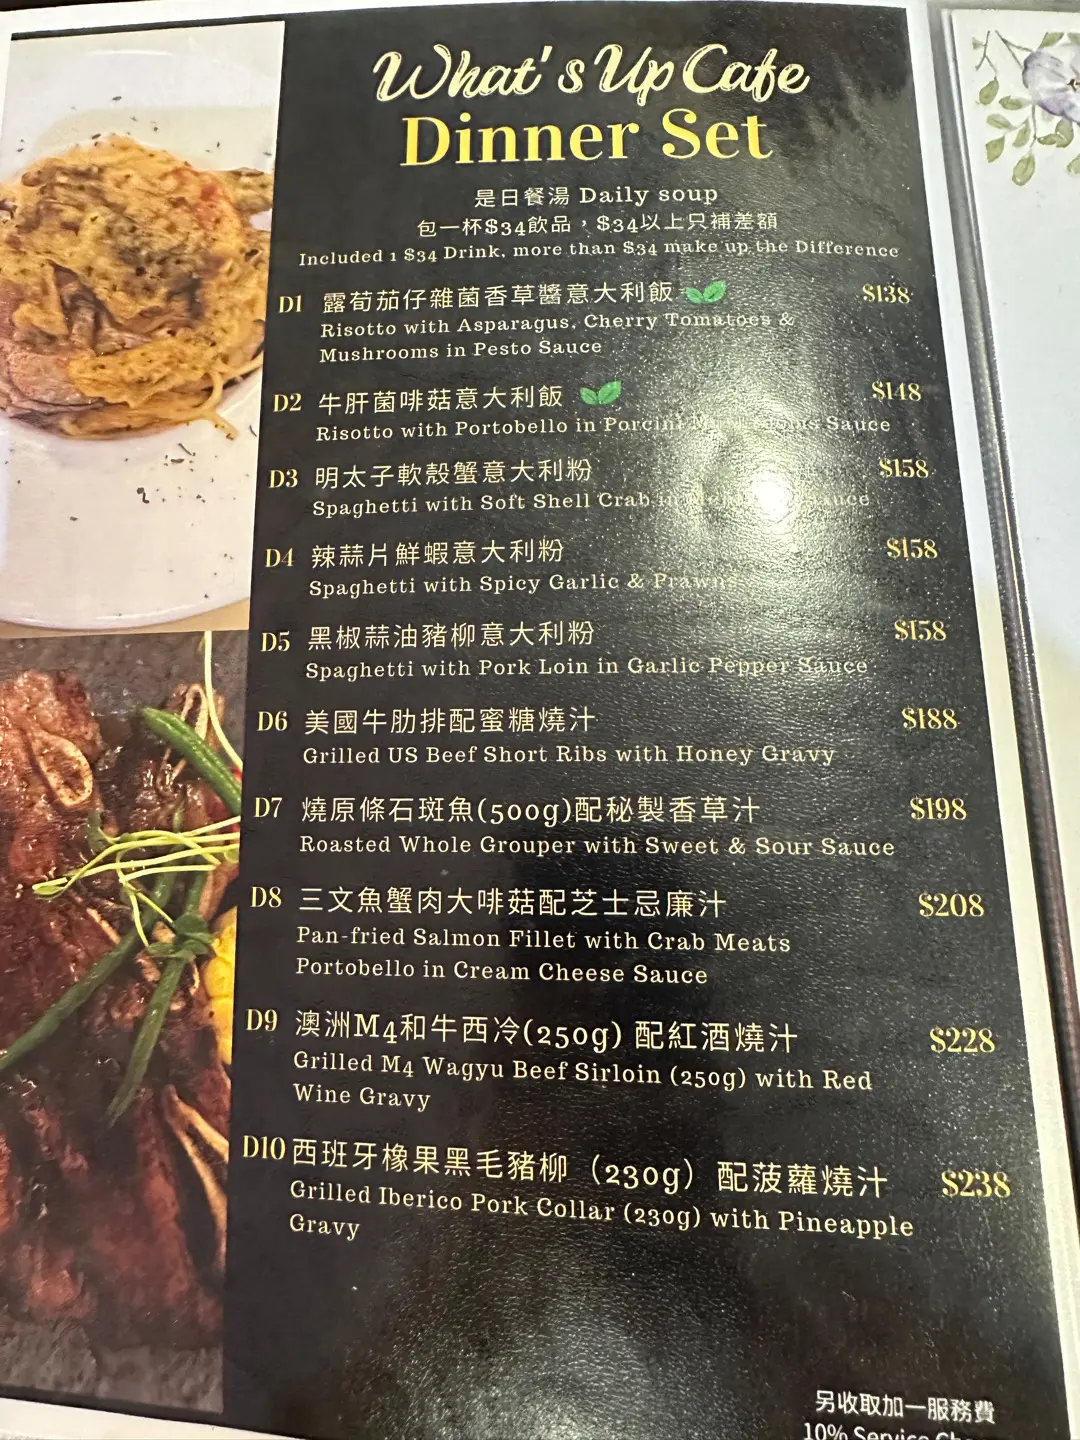 What's Up Cafe
Dinner Set
是日餐湯 Daily soup
包一杯$34飲品，$34以上只補差額
Included 1 $34 Drink, more than $34 make up the Difference
D1 露荀茄仔雜菌香草醬意大利飯 $138
Risotto with Asparagus, Cherry Tomatoes &
Mushrooms in Pesto Sauce
D2 牛肝菌啡菇意大利飯 $148
Risotto with Portobello in Porcini Mushrooms Sauce
D3 明太子軟殼蟹意大利粉 $158
Spaghetti with Soft Shell Crab in Sauce
D4 辣蒜片鮮蝦意大利粉 $158
Spaghetti with Spicy Garlic & Prawns
D5 黑椒蒜油豬柳意大利粉 $158
Spaghetti with Pork Loin in Garlic Pepper Sauce
D6 美國牛肋排配蜜糖燒汁 $188
Grilled US Beef Short Ribs with Honey Gravy
D7 燒原條石斑魚(500g)配秘製香草汁 $198
Roasted Whole Grouper with Sweet & Sour Sauce
D8 三文魚蟹肉大啡菇配芝士忌廉汁 $208
Pan-fried Salmon Fillet with Crab Meats
Portobello in Cream Cheese Sauce
D9 澳洲M4和牛西冷(250g) 配紅酒燒汁 $228
Grilled M4 Wagyu Beef Sirloin (250g) with Red
Wine Gravy
D10 西班牙橡果黑毛豬柳（230g）配菠蘿燒汁 $238
Grilled Iberico Pork Collar (230g) with Pineapple
Gravy
另收取加一服務費
10% Service